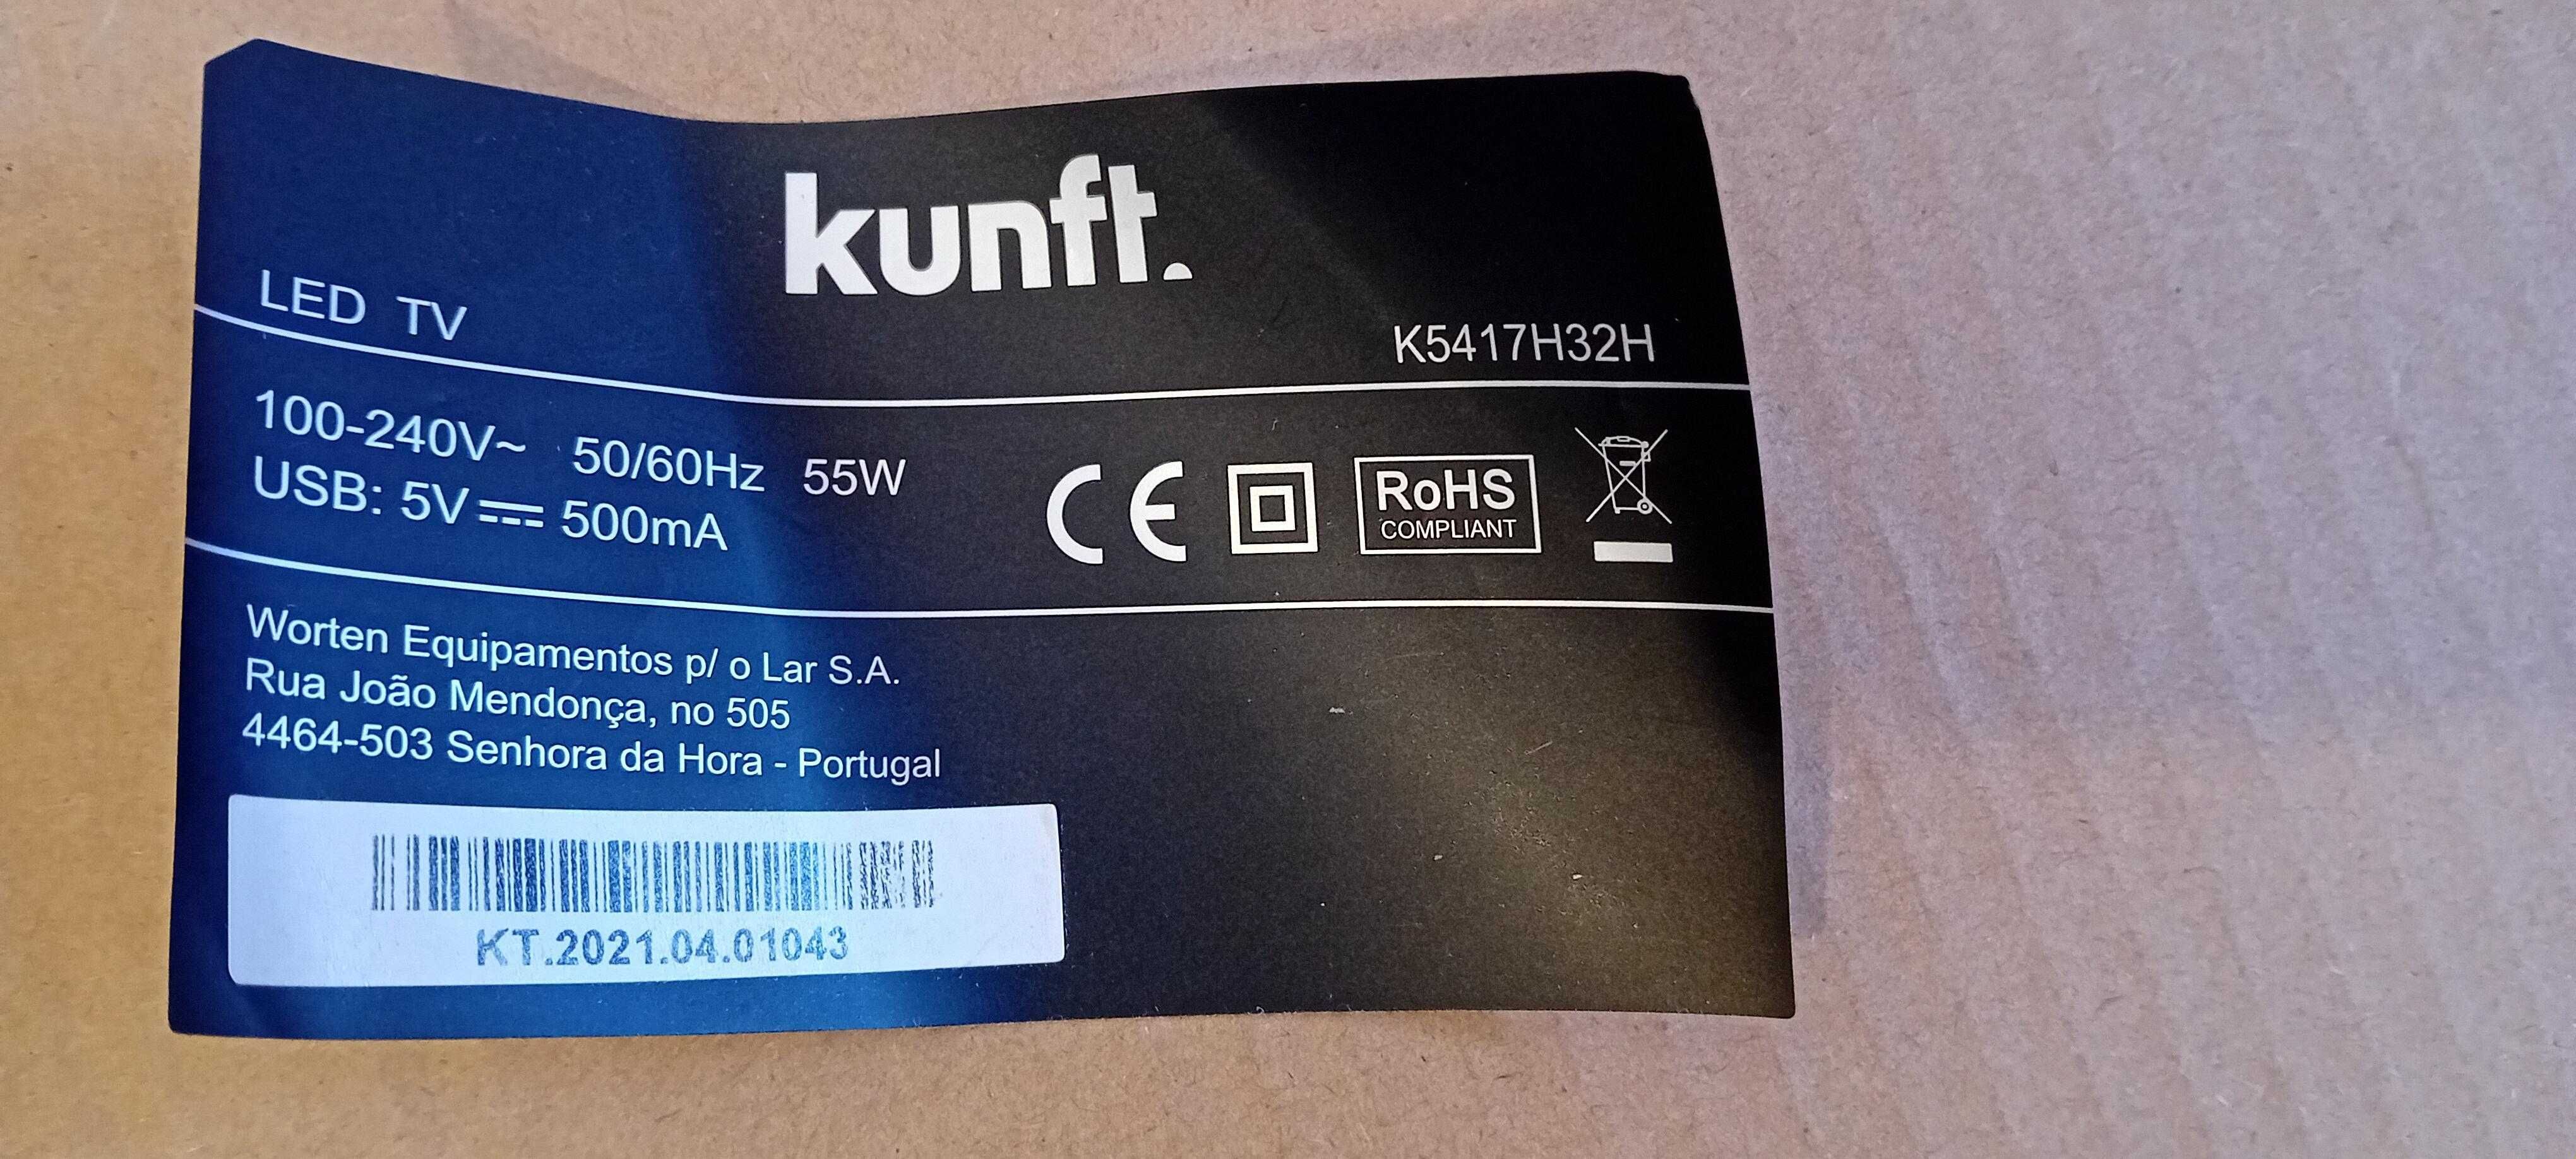 kunft.
LED TV K5417H32H
100-240V~ 50/60Hz 55W
USB: 5V⎓500mA
CE RoHS
COMPLIANT
Worten Equipamentos p/ o Lar S.A.
Rua João Mendonça, no 505
4464-503 Senhora da Hora - Portugal
KT.2021.04.01043